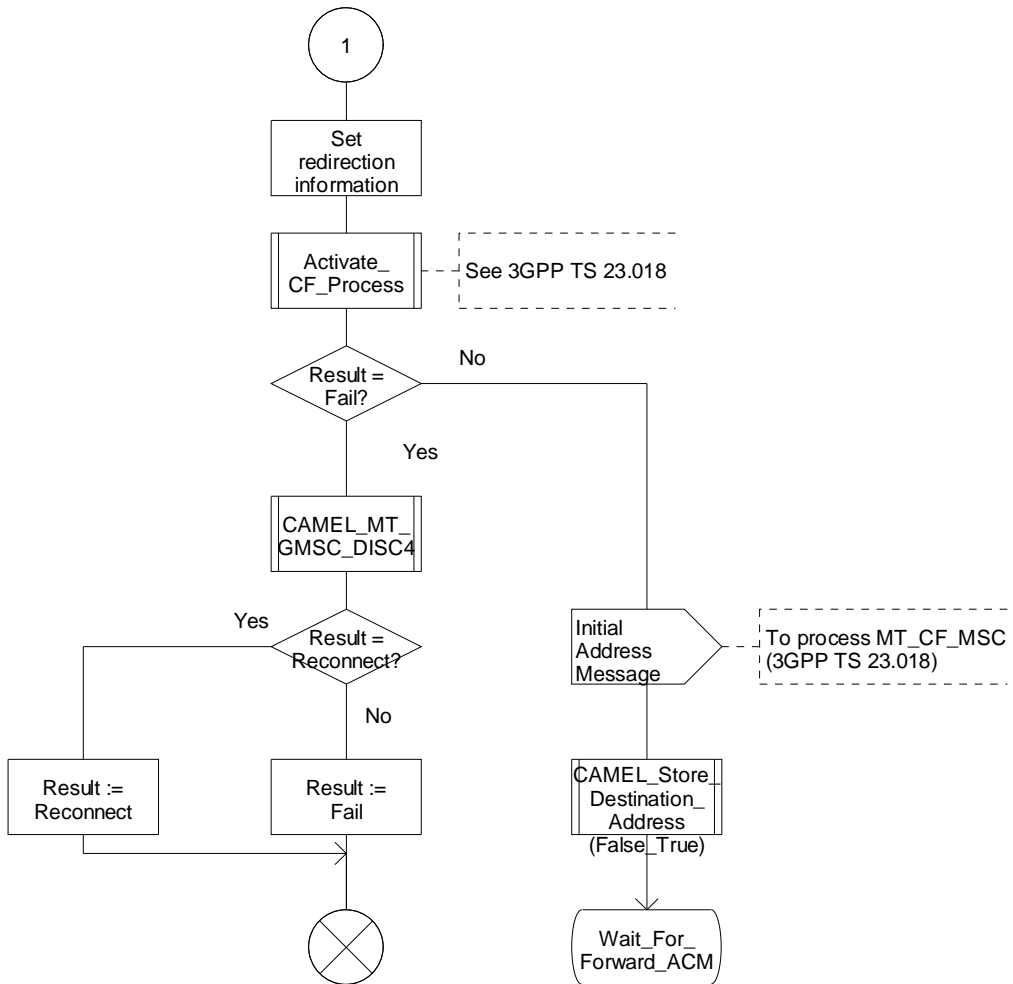 1
Set
redirection
information
Activate_
CF_Process
See 3GPP TS 23.018
Result =
Fail?
No
Yes
CAMEL_MT_
GMSC_DISC4
Yes
Result =
Reconnect?
No
Initial
Address
Message
To process MT_CF_MSC
(3GPP TS 23.018)
Result :=
Reconnect
Result :=
Fail
CAMEL_Store_
Destination_
Address
(False_True)
Wait_For_
Forward_ACM